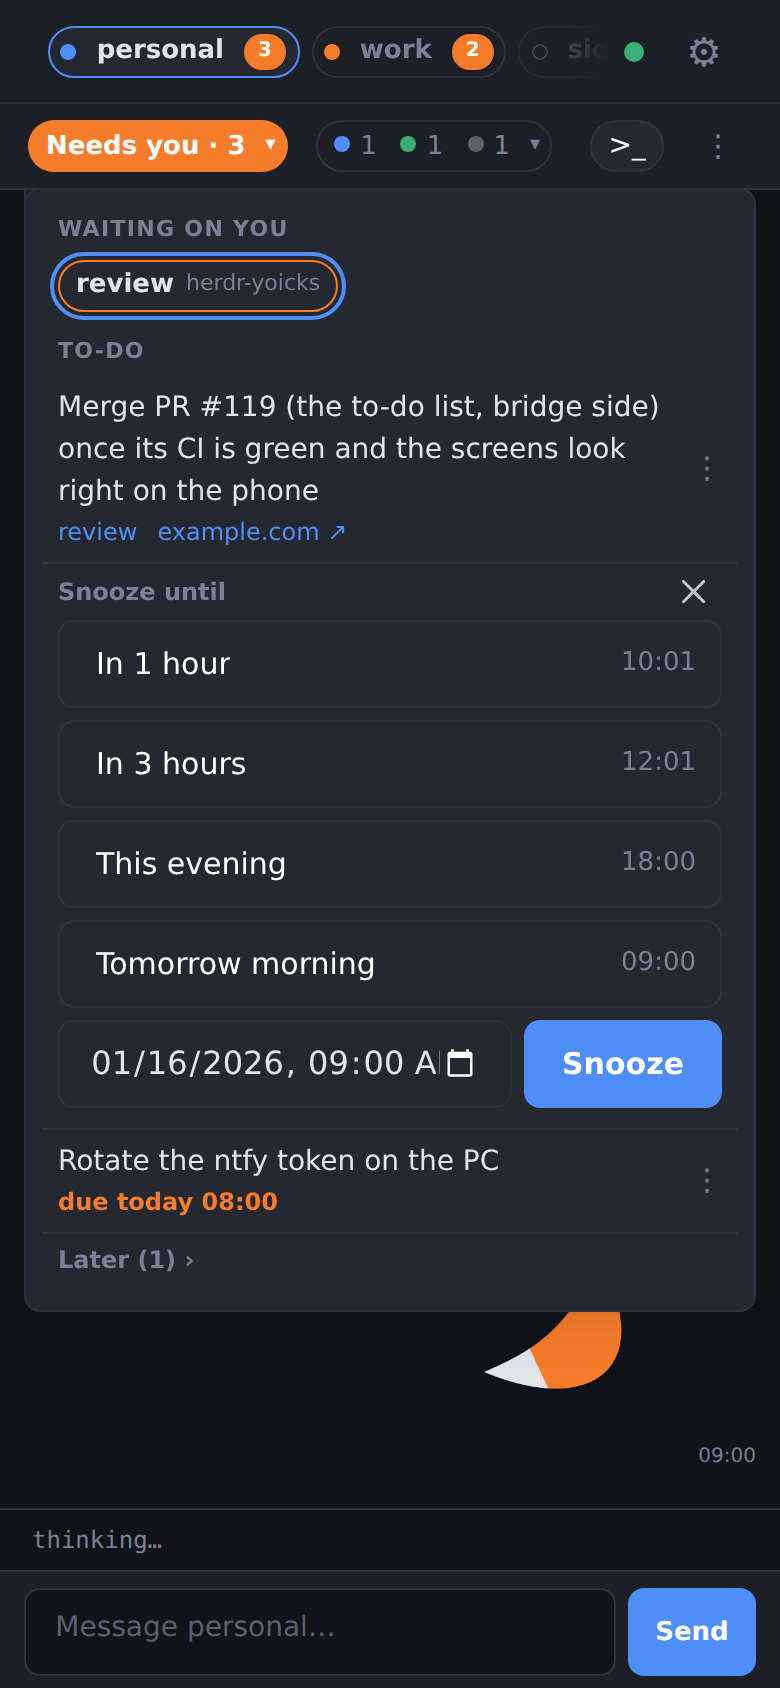 personal 3 work 2
Needs you · 3 ▾ 1 1 1 ▾ >_ ⋮
WAITING ON YOU
review herdr-yoicks
TO-DO
Merge PR #119 (the to-do list, bridge side)
once its CI is green and the screens look
right on the phone
review example.com ↗
Snooze until
In 1 hour 10:01
In 3 hours 12:01
This evening 18:00
Tomorrow morning 09:00
01/16/2026, 09:00 A
Snooze
Rotate the ntfy token on the PC
due today 08:00
Later (1) ›
09:00
thinking…
Message personal…
Send